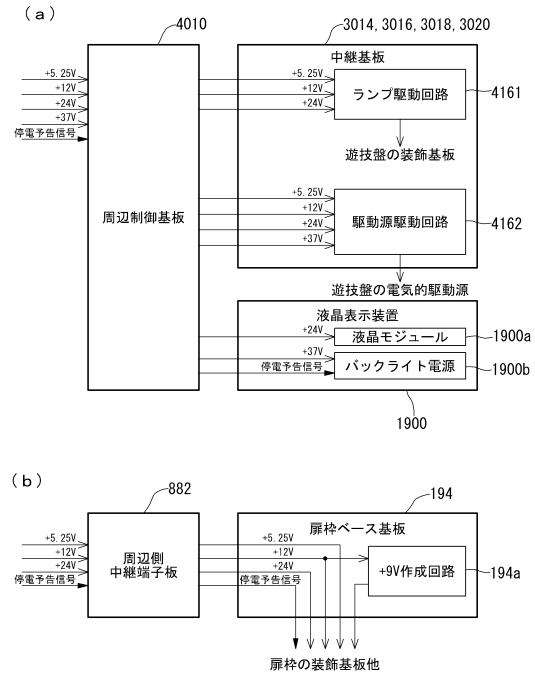 (a)
4010
3014, 3016, 3018, 3020
中継基板
+5.25V
+12V
+24V
+37V
停電予告信号
+5.25V
+12V
+24V
ランプ駆動回路
4161
遊技盤の装飾基板
周辺制御基板
+5.25V
+12V
+24V
+37V
駆動源駆動回路
4162
遊技盤の電気的駆動源
液晶表示装置
+24V
液晶モジュール
1900a
+37V
停電予告信号
バックライト電源
1900b
1900
(b)
882
194
扉枠ベース基板
+5.25V
+12V
+24V
停電予告信号
周辺側
中継端子板
+5.25V
+12V
+24V
停電予告信号
+9V作成回路
194a
扉枠の装飾基板他